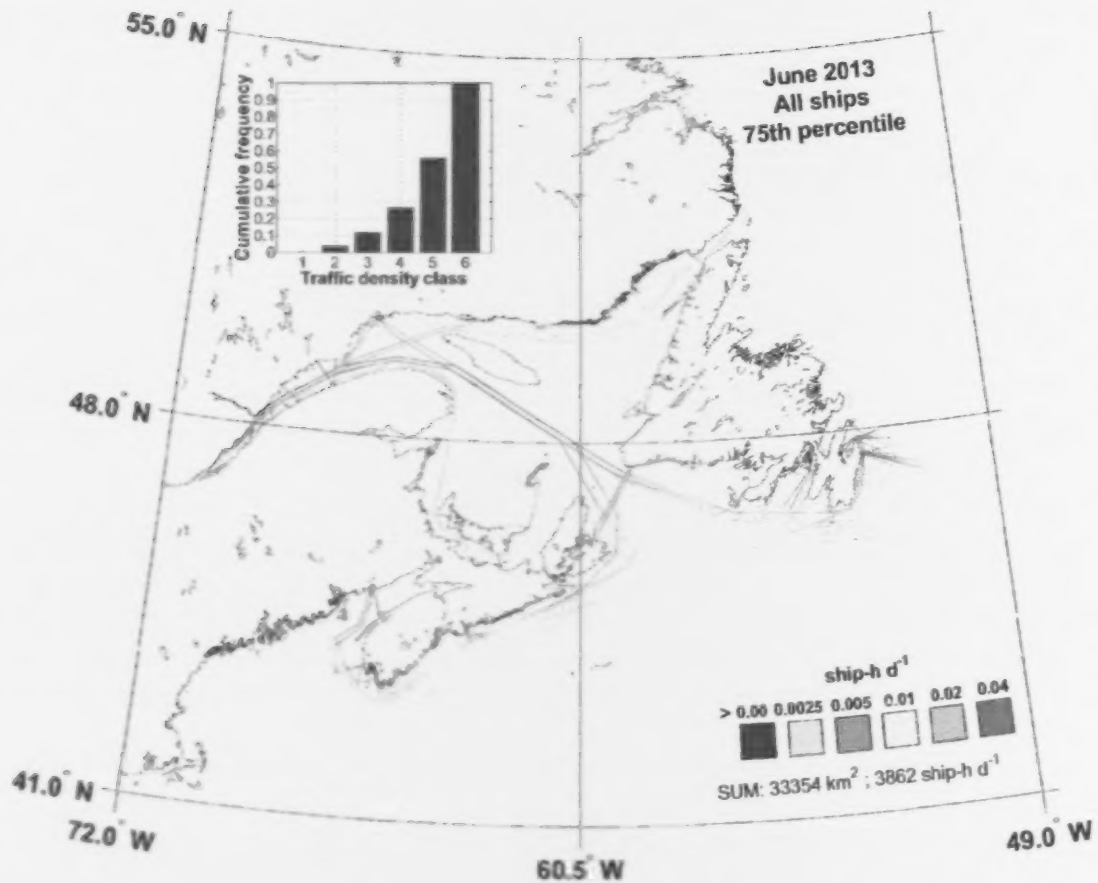 55.0° N
June 2013
All ships
75th percentile
Cumulative frequency
1
0.9
0.8
0.7
0.6
0.5
0.4
0.3
0.2
0.1
0
1 2 3 4 5 6
Traffic density class
48.0° N
ship-h d⁻¹
> 0.00 0.0025 0.005 0.01 0.02 0.04
SUM: 33354 km² ; 3862 ship-h d⁻¹
41.0° N
72.0° W
60.5° W
49.0° W